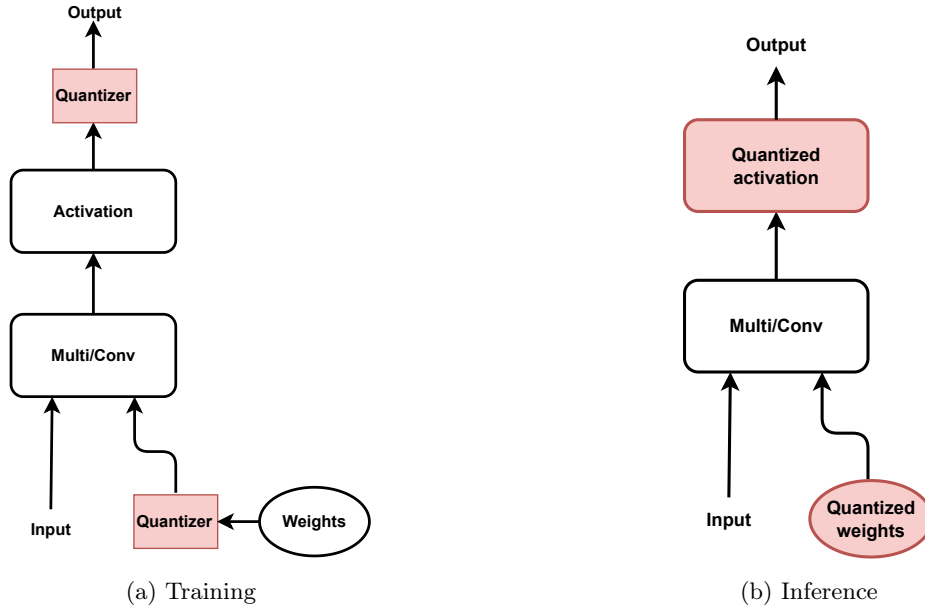 Output
Quantizer
Activation
Multi/Conv
Input
Quantizer
Weights
(a) Training
Output
Quantized
activation
Multi/Conv
Input
Quantized
weights
(b) Inference